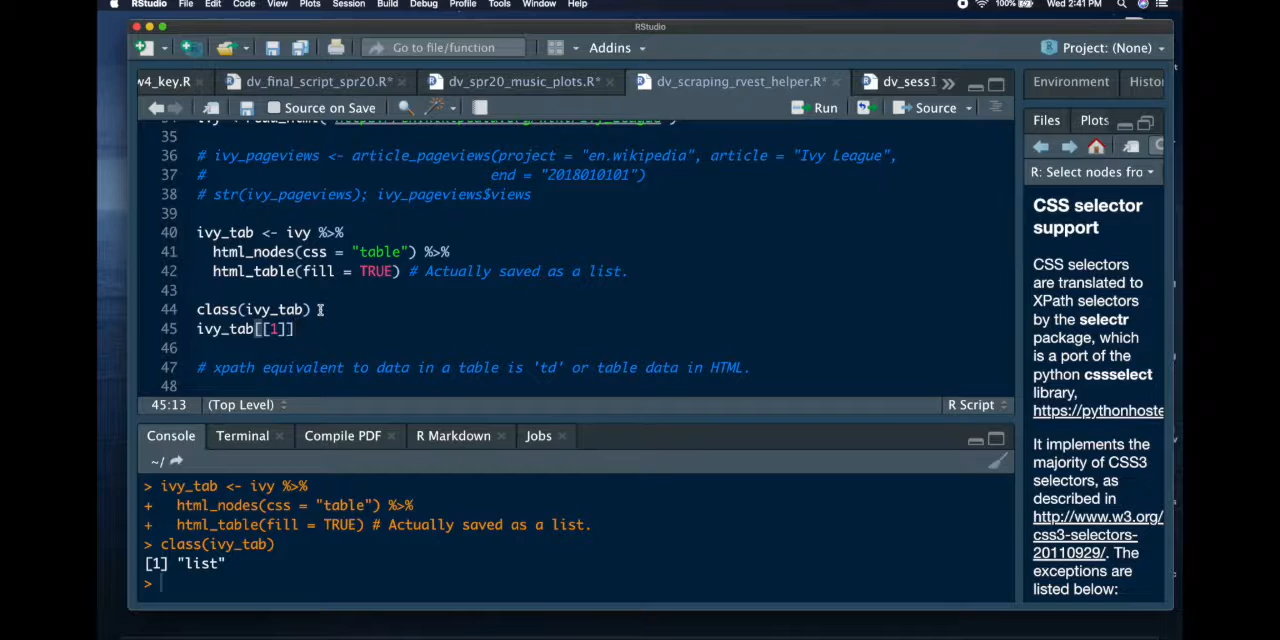 RStudio File Edit Code View Plots Session Build Debug Profile Tools Window Help 100% Wed 2:41 PM
RStudio
Go to file/function Addins Project: (None)
w4_key.R dv_final_script_spr20.R* dv_spr20_music_plots.R* dv_scraping_rvest_helper.R* dv_sess1 Environment Histo
Source on Save Run Source
Files Plots
R: Select nodes fro
35
36 # ivy_pageviews <- article_pageviews(project = "en.wikipedia", article = "Ivy League",
37 # end = "2018010101")
38 # str(ivy_pageviews); ivy_pageviews$views
39
40 ivy_tab <- ivy %>%
41 html_nodes(css = "table") %>%
42 html_table(fill = TRUE) # Actually saved as a list.
43
44 class(ivy_tab)
45 ivy_tab[[1]]
46
47 # xpath equivalent to data in a table is 'td' or table data in HTML.
48
45:13 (Top Level) R Script
Console Terminal Compile PDF R Markdown Jobs
~/
> ivy_tab <- ivy %>%
+ html_nodes(css = "table") %>%
+ html_table(fill = TRUE) # Actually saved as a list.
> class(ivy_tab)
[1] "list"
>
CSS selector
support
CSS selectors
are translated to
XPath selectors
by the selectr
package, which
is a port of the
python cssselect
library,
https://pythonhoste
It implements the
majority of CSS3
selectors, as
described in
http://www.w3.org/
css3-selectors-
20110929/. The
exceptions are
listed below: